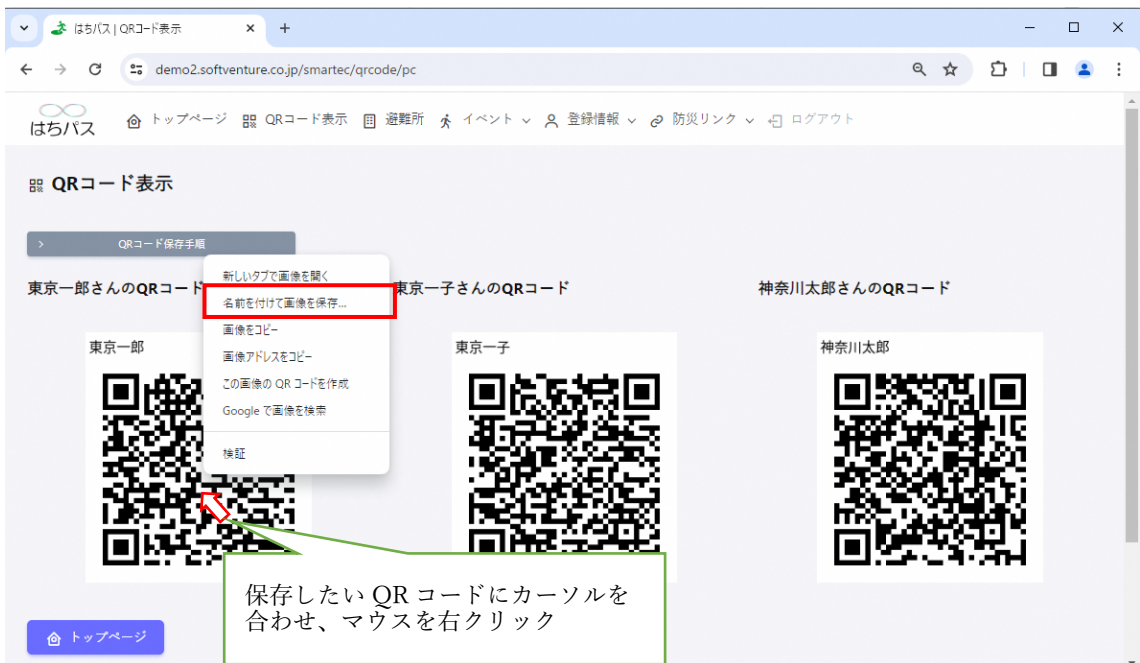 はちパス | QRコード表示
demo2.softventure.co.jp/smartec/qrcode/pc
はちパス トップページ QRコード表示 避難所 イベント 登録情報 防災リンク ログアウト
QRコード表示
QRコード保存手順
東京一郎さんのQRコード
東京一子さんのQRコード
神奈川太郎さんのQRコード
東京一郎
東京一子
神奈川太郎
新しいタブで画像を開く
名前を付けて画像を保存...
画像をコピー
画像アドレスをコピー
この画像の QR コードを作成
Google で画像を検索
検証
保存したい QR コードにカーソルを
合わせ、マウスを右クリック
トップページ